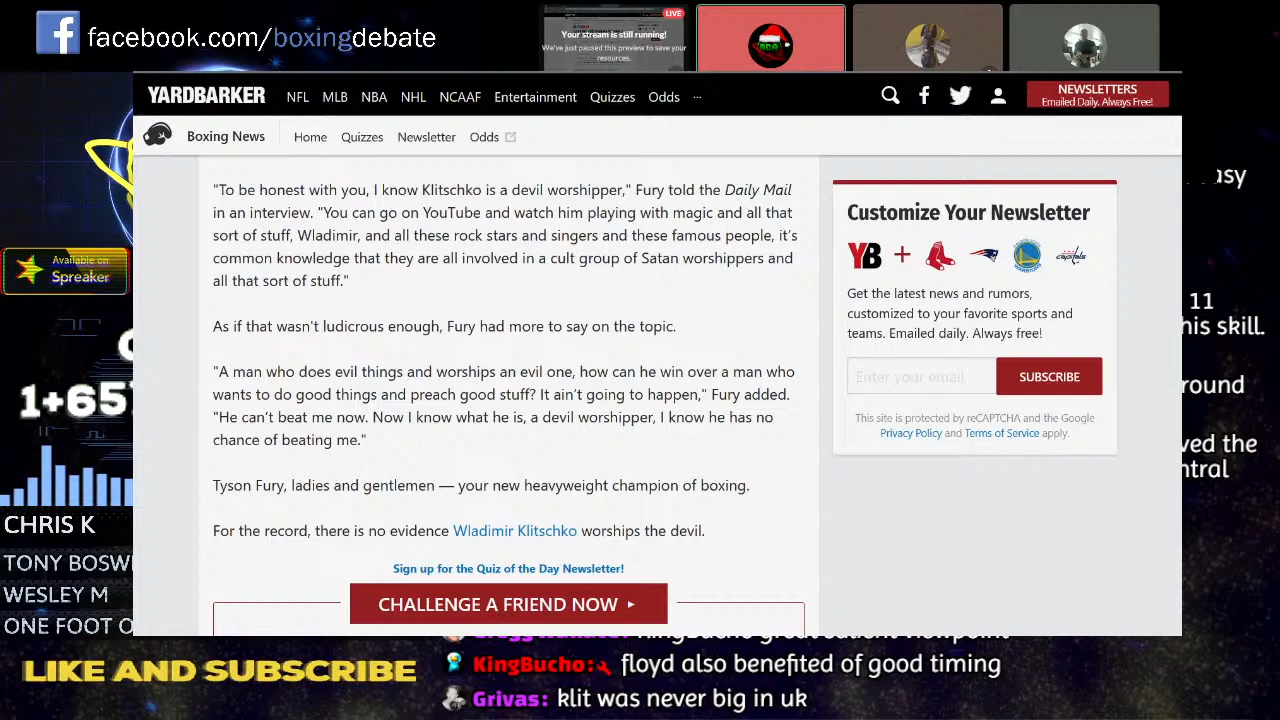 facebook.com/boxingdebate
LIVE
Your stream is still running!
We've just paused this preview to save your
resources.
YARDBARKER
NFL MLB NBA NHL NCAAF Entertainment Quizzes Odds ...
NEWSLETTERS
Emailed Daily. Always Free!
Boxing News Home Quizzes Newsletter Odds
"To be honest with you, I know Klitschko is a devil worshipper," Fury told the Daily Mail
in an interview. "You can go on YouTube and watch him playing with magic and all that
sort of stuff, Wladimir, and all these rock stars and singers and these famous people, it's
common knowledge that they are all involved in a cult group of Satan worshippers and
all that sort of stuff."
As if that wasn't ludicrous enough, Fury had more to say on the topic.
"A man who does evil things and worships an evil one, how can he win over a man who
wants to do good things and preach good stuff? It ain't going to happen," Fury added.
"He can't beat me now. Now I know what he is, a devil worshipper, I know he has no
chance of beating me."
Tyson Fury, ladies and gentlemen — your new heavyweight champion of boxing.
For the record, there is no evidence Wladimir Klitschko worships the devil.
Sign up for the Quiz of the Day Newsletter!
CHALLENGE A FRIEND NOW
Customize Your Newsletter
YB +
Get the latest news and rumors,
customized to your favorite sports and
teams. Emailed daily. Always free!
Enter your email
SUBSCRIBE
This site is protected by reCAPTCHA and the Google
Privacy Policy and Terms of Service apply.
Available on
Spreaker
1+657
CHRIS K
TONY BOSW
WESLEY M
ONE FOOT O
11
his skill.
round
ved the
ntral
LIKE AND SUBSCRIBE
KingBucho: floyd also benefited of good timing
Grivas: klit was never big in uk